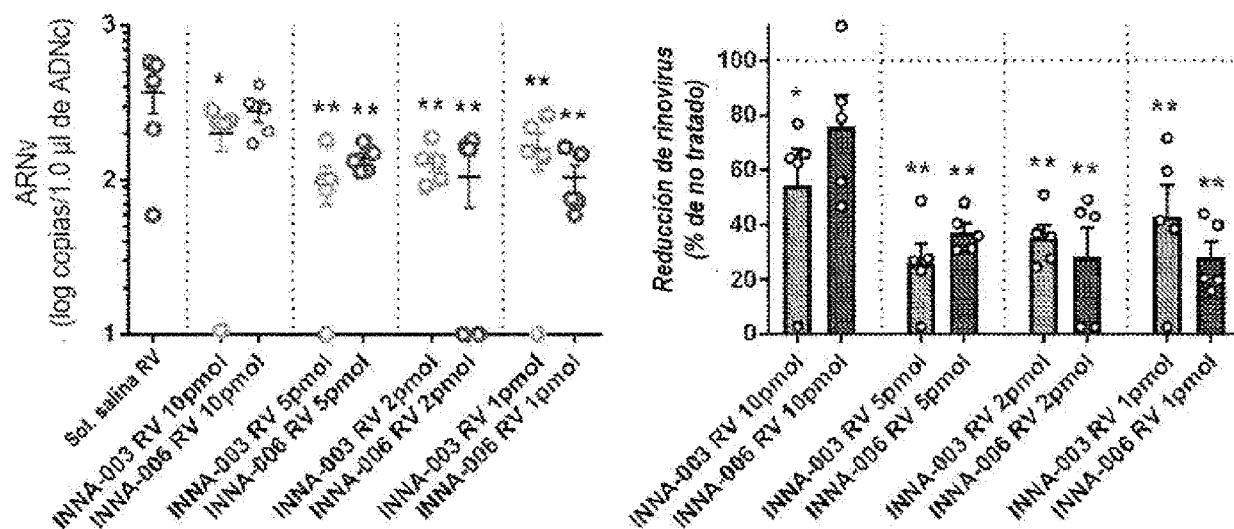 ARNv
(log copias/1.0 µl de ADNc)
3
2
1
*
** **
** **
**
**
Sol. salina RV
INNA-003 RV 10pmol
INNA-006 RV 10pmol
INNA-003 RV 5pmol
INNA-006 RV 5pmol
INNA-003 RV 2pmol
INNA-006 RV 2pmol
INNA-003 RV 1pmol
INNA-006 RV 1pmol
Reducción de rinovirus
(% de no tratado)
100
80
60
40
20
0
*
** **
**
**
**
**
INNA-003 RV 10pmol
INNA-006 RV 10pmol
INNA-003 RV 5pmol
INNA-006 RV 5pmol
INNA-003 RV 2pmol
INNA-006 RV 2pmol
INNA-003 RV 1pmol
INNA-006 RV 1pmol